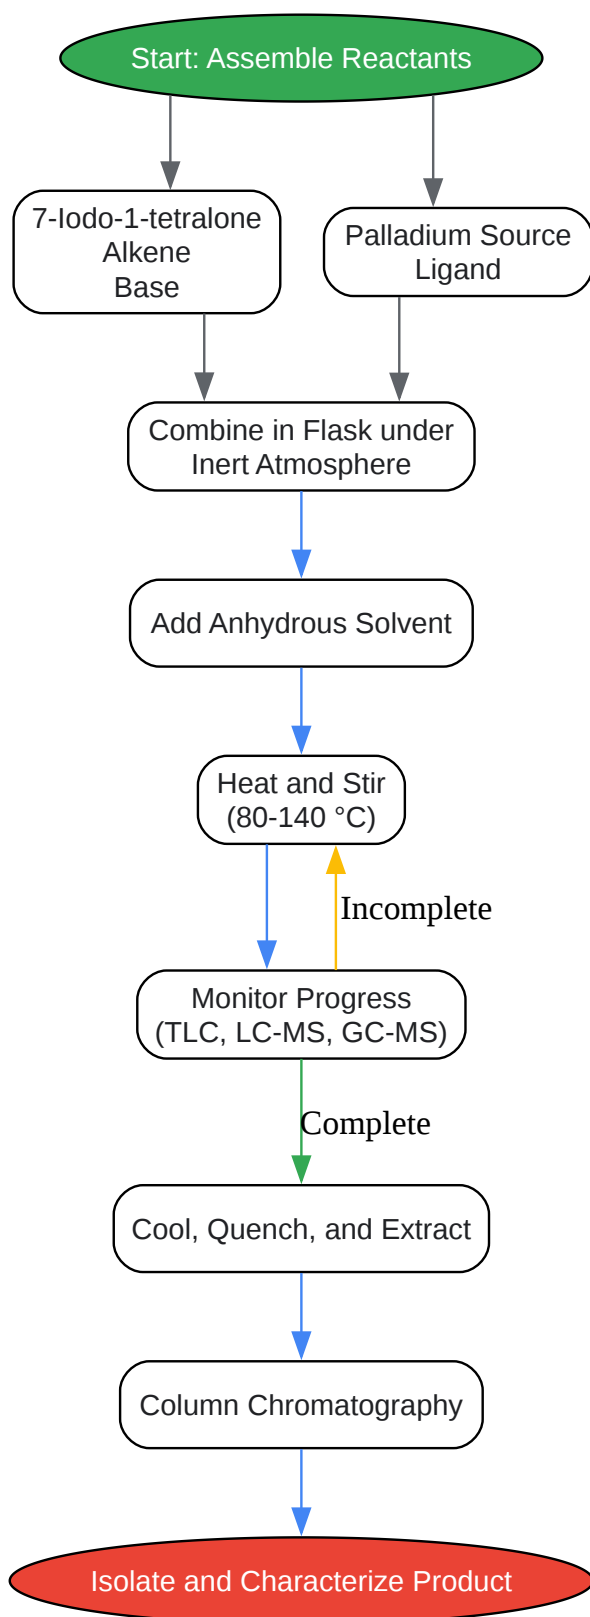 Start: Assemble Reactants
7-Iodo-1-tetralone
Alkene
Base
Palladium Source
Ligand
Combine in Flask under
Inert Atmosphere
Add Anhydrous Solvent
Heat and Stir
(80-140 °C)
Incomplete
Monitor Progress
(TLC, LC-MS, GC-MS)
Complete
Cool, Quench, and Extract
Column Chromatography
Isolate and Characterize Product